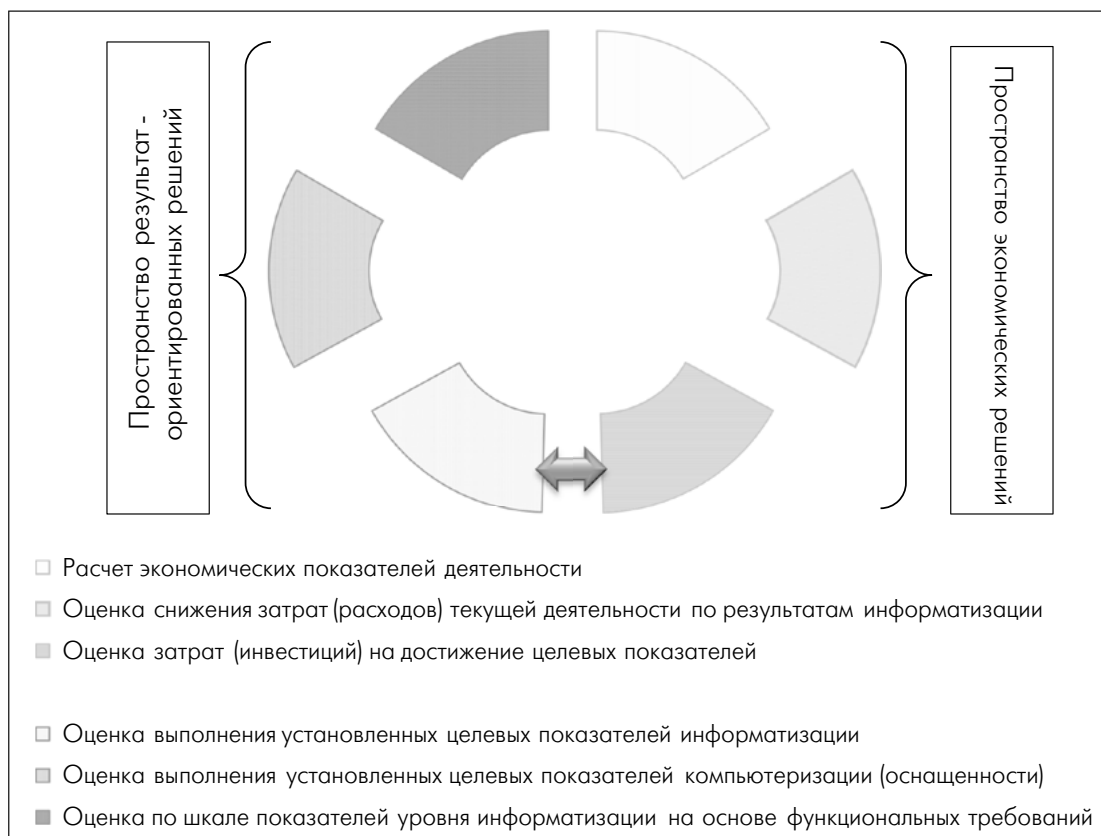 Пространство результат -
ориентированных решений
Пространство экономических решений
Расчет экономических показателей деятельности
Оценка снижения затрат (расходов) текущей деятельности по результатам информатизации
Оценка затрат (инвестиций) на достижение целевых показателей
Оценка выполнения установленных целевых показателей информатизации
Оценка выполнения установленных целевых показателей компьютеризации (оснащенности)
Оценка по шкале показателей уровня информатизации на основе функциональных требований